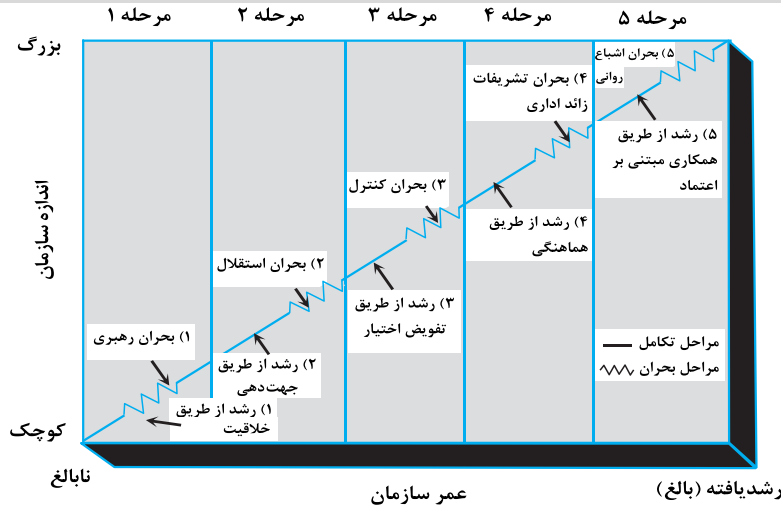 مرحله ۱
مرحله ۲
مرحله ۳
مرحله ۴
مرحله ۵
بزرگ
اندازه سازمان
کوچک
۵) بحران اشباع
روانی
۴) بحران تشریفات
زائد اداری
۵) رشد از طریق
همکاری مبتنی بر
اعتماد
۳) بحران کنترل
۴) رشد از طریق
هماهنگی
۲) بحران استقلال
۳) رشد از طریق
تفویض اختیار
۱) بحران رهبری
۲) رشد از طریق
جهت‌دهی
۱) رشد از طریق
خلاقیت
مراحل تکامل
مراحل بحران
نابالغ
عمر سازمان
رشدیافته (بالغ)